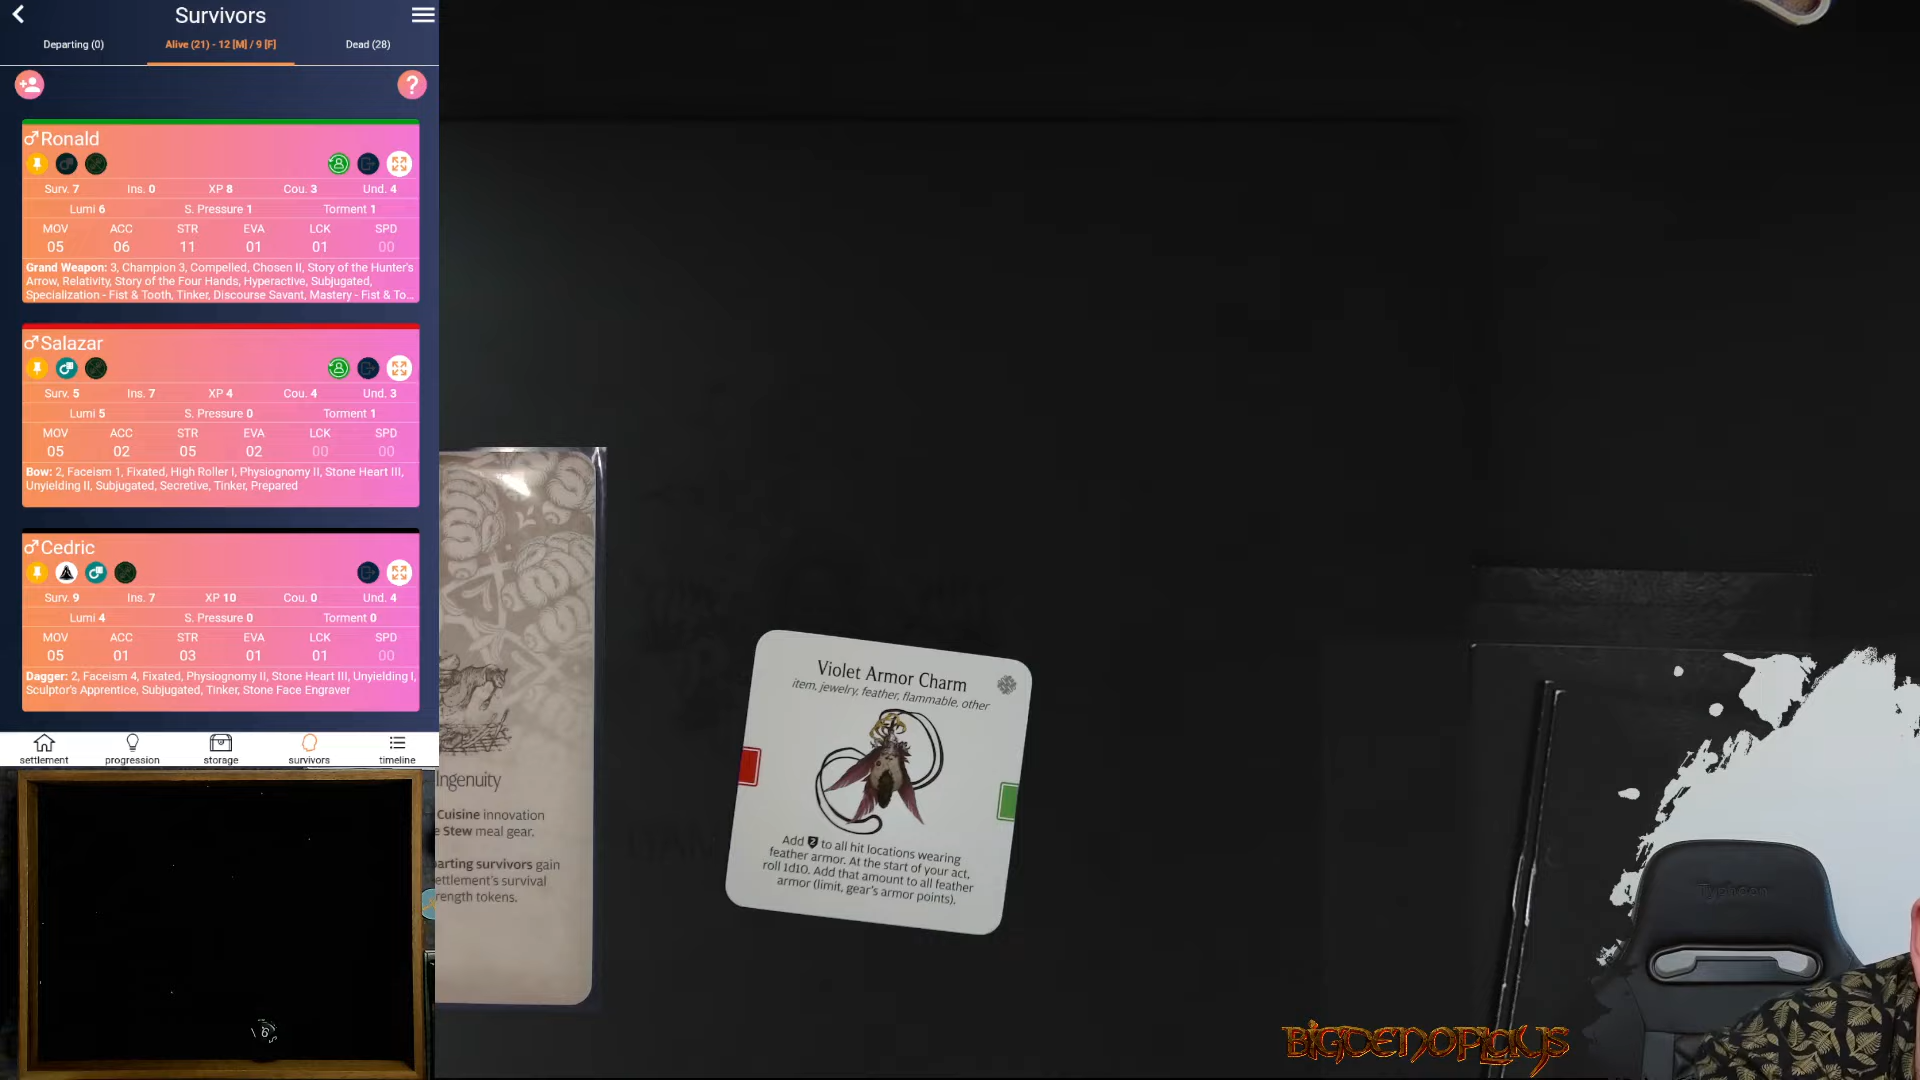 Survivors
Departing (0)
Alive (21) - 12 [M] / 9 [F]
Dead (28)
?
Ronald
Surv. 7 Ins. 0 XP 8 Cou. 3 Und. 4
Lumi 6 S. Pressure 1 Torment 1
MOV ACC STR EVA LCK SPD
05 06 11 01 01 00
Grand Weapon: 3, Champion 3, Compelled, Chosen II, Story of the Hunter's
Arrow, Relativity, Story of the Four Hands, Hyperactive, Subjugated,
Specialization - Fist & Tooth, Tinker, Discourse Savant, Mastery - Fist & To...
Salazar
Surv. 5 Ins. 7 XP 4 Cou. 4 Und. 3
Lumi 5 S. Pressure 0 Torment 1
MOV ACC STR EVA LCK SPD
05 02 05 02 00 00
Bow: 2, Faceism 1, Fixated, High Roller I, Physiognomy II, Stone Heart III,
Unyielding II, Subjugated, Secretive, Tinker, Prepared
Cedric
Surv. 9 Ins. 7 XP 10 Cou. 0 Und. 4
Lumi 4 S. Pressure 0 Torment 0
MOV ACC STR EVA LCK SPD
05 01 03 01 01 00
Dagger: 2, Faceism 4, Fixated, Physiognomy II, Stone Heart III, Unyielding I,
Sculptor's Apprentice, Subjugated, Tinker, Stone Face Engraver
settlement
progression
storage
survivors
timeline
Ingenuity
Cuisine innovation
Stew meal gear.
arting survivors gain
ettlement's survival
rength tokens.
Violet Armor Charm
item, jewelry, feather, flammable, other
Add 2 to all hit locations wearing
feather armor. At the start of your act,
roll 1d10. Add that amount to all feather
armor (limit, gear's armor points).
Typhoon
BIGDENOPLAYS